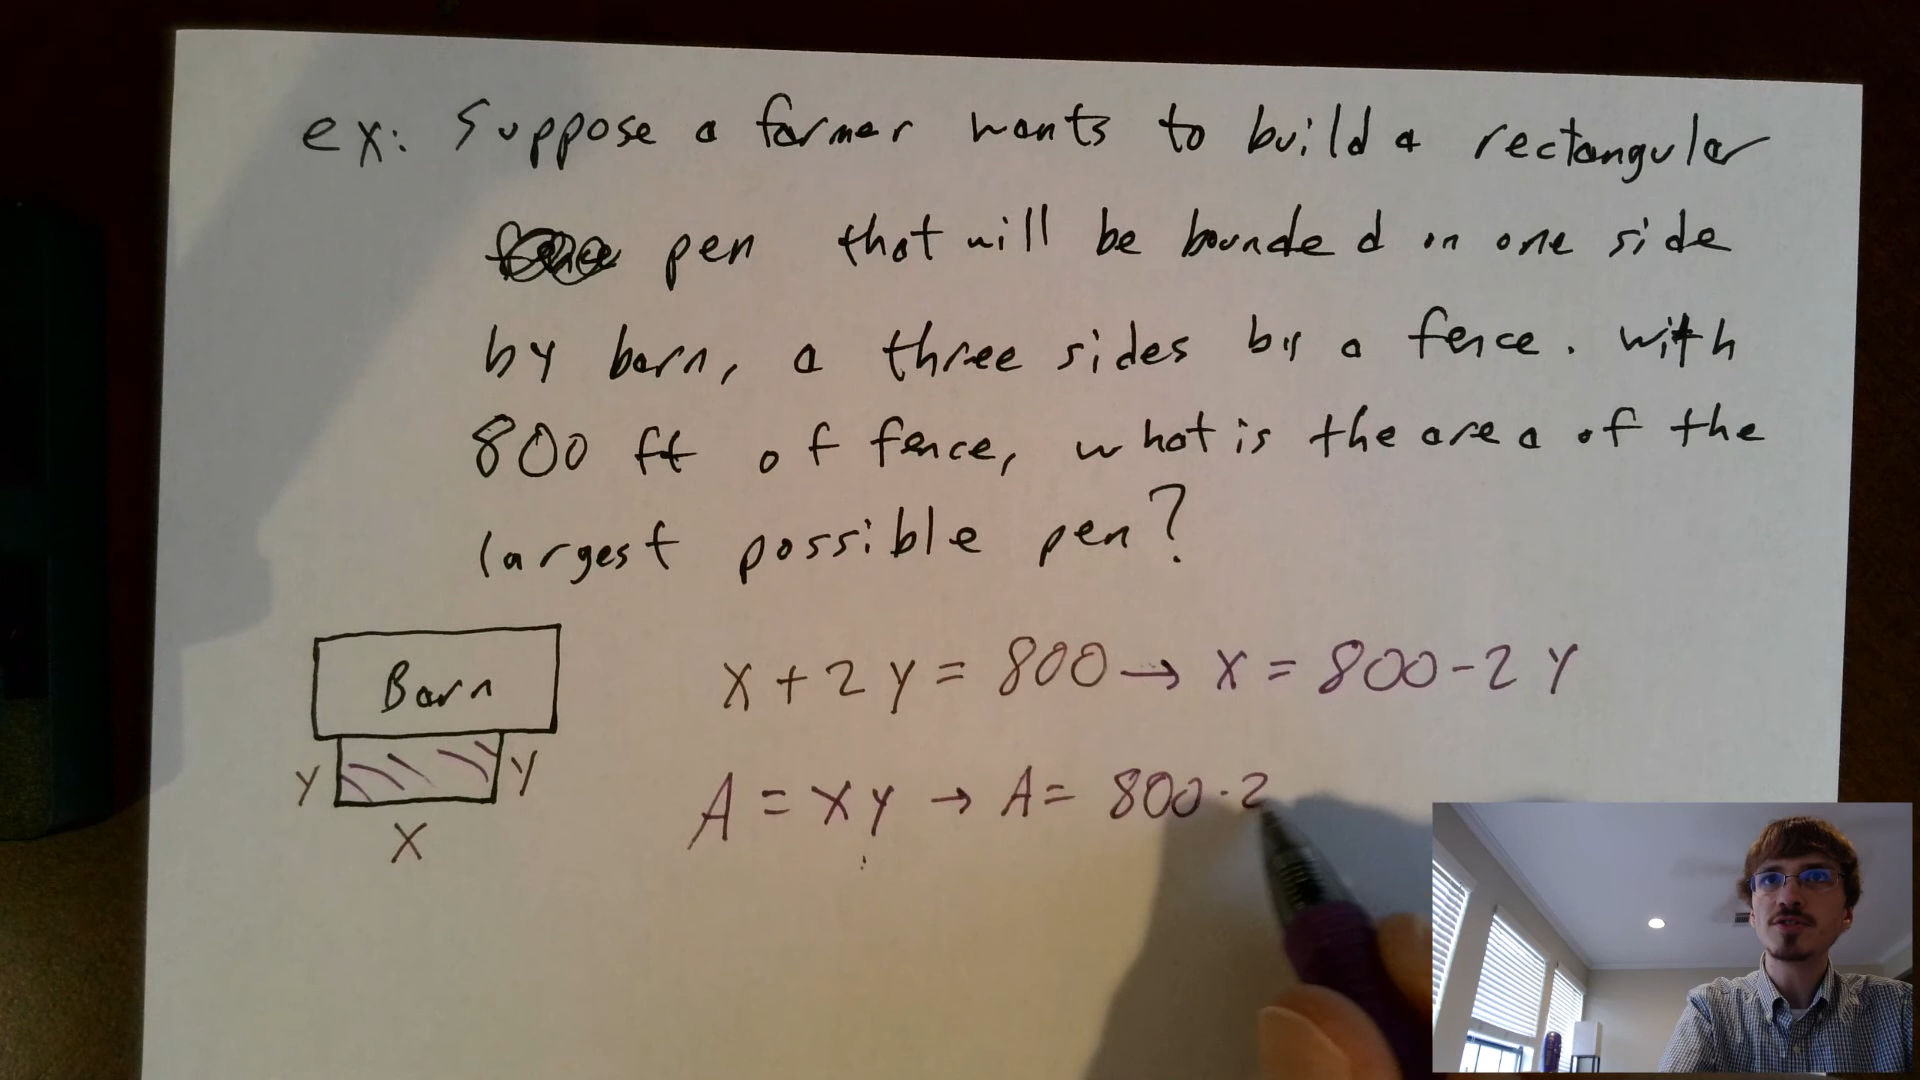 ex: Suppose a farmer wants to build a rectangular
pen that will be bounded on one side
by barn, a three sides by a fence. with
800 ft of fence, what is the area of the
largest possible pen?
Barn
x + 2y = 800 → x = 800 - 2y
y y
A = xy → A = 800 - 2
x